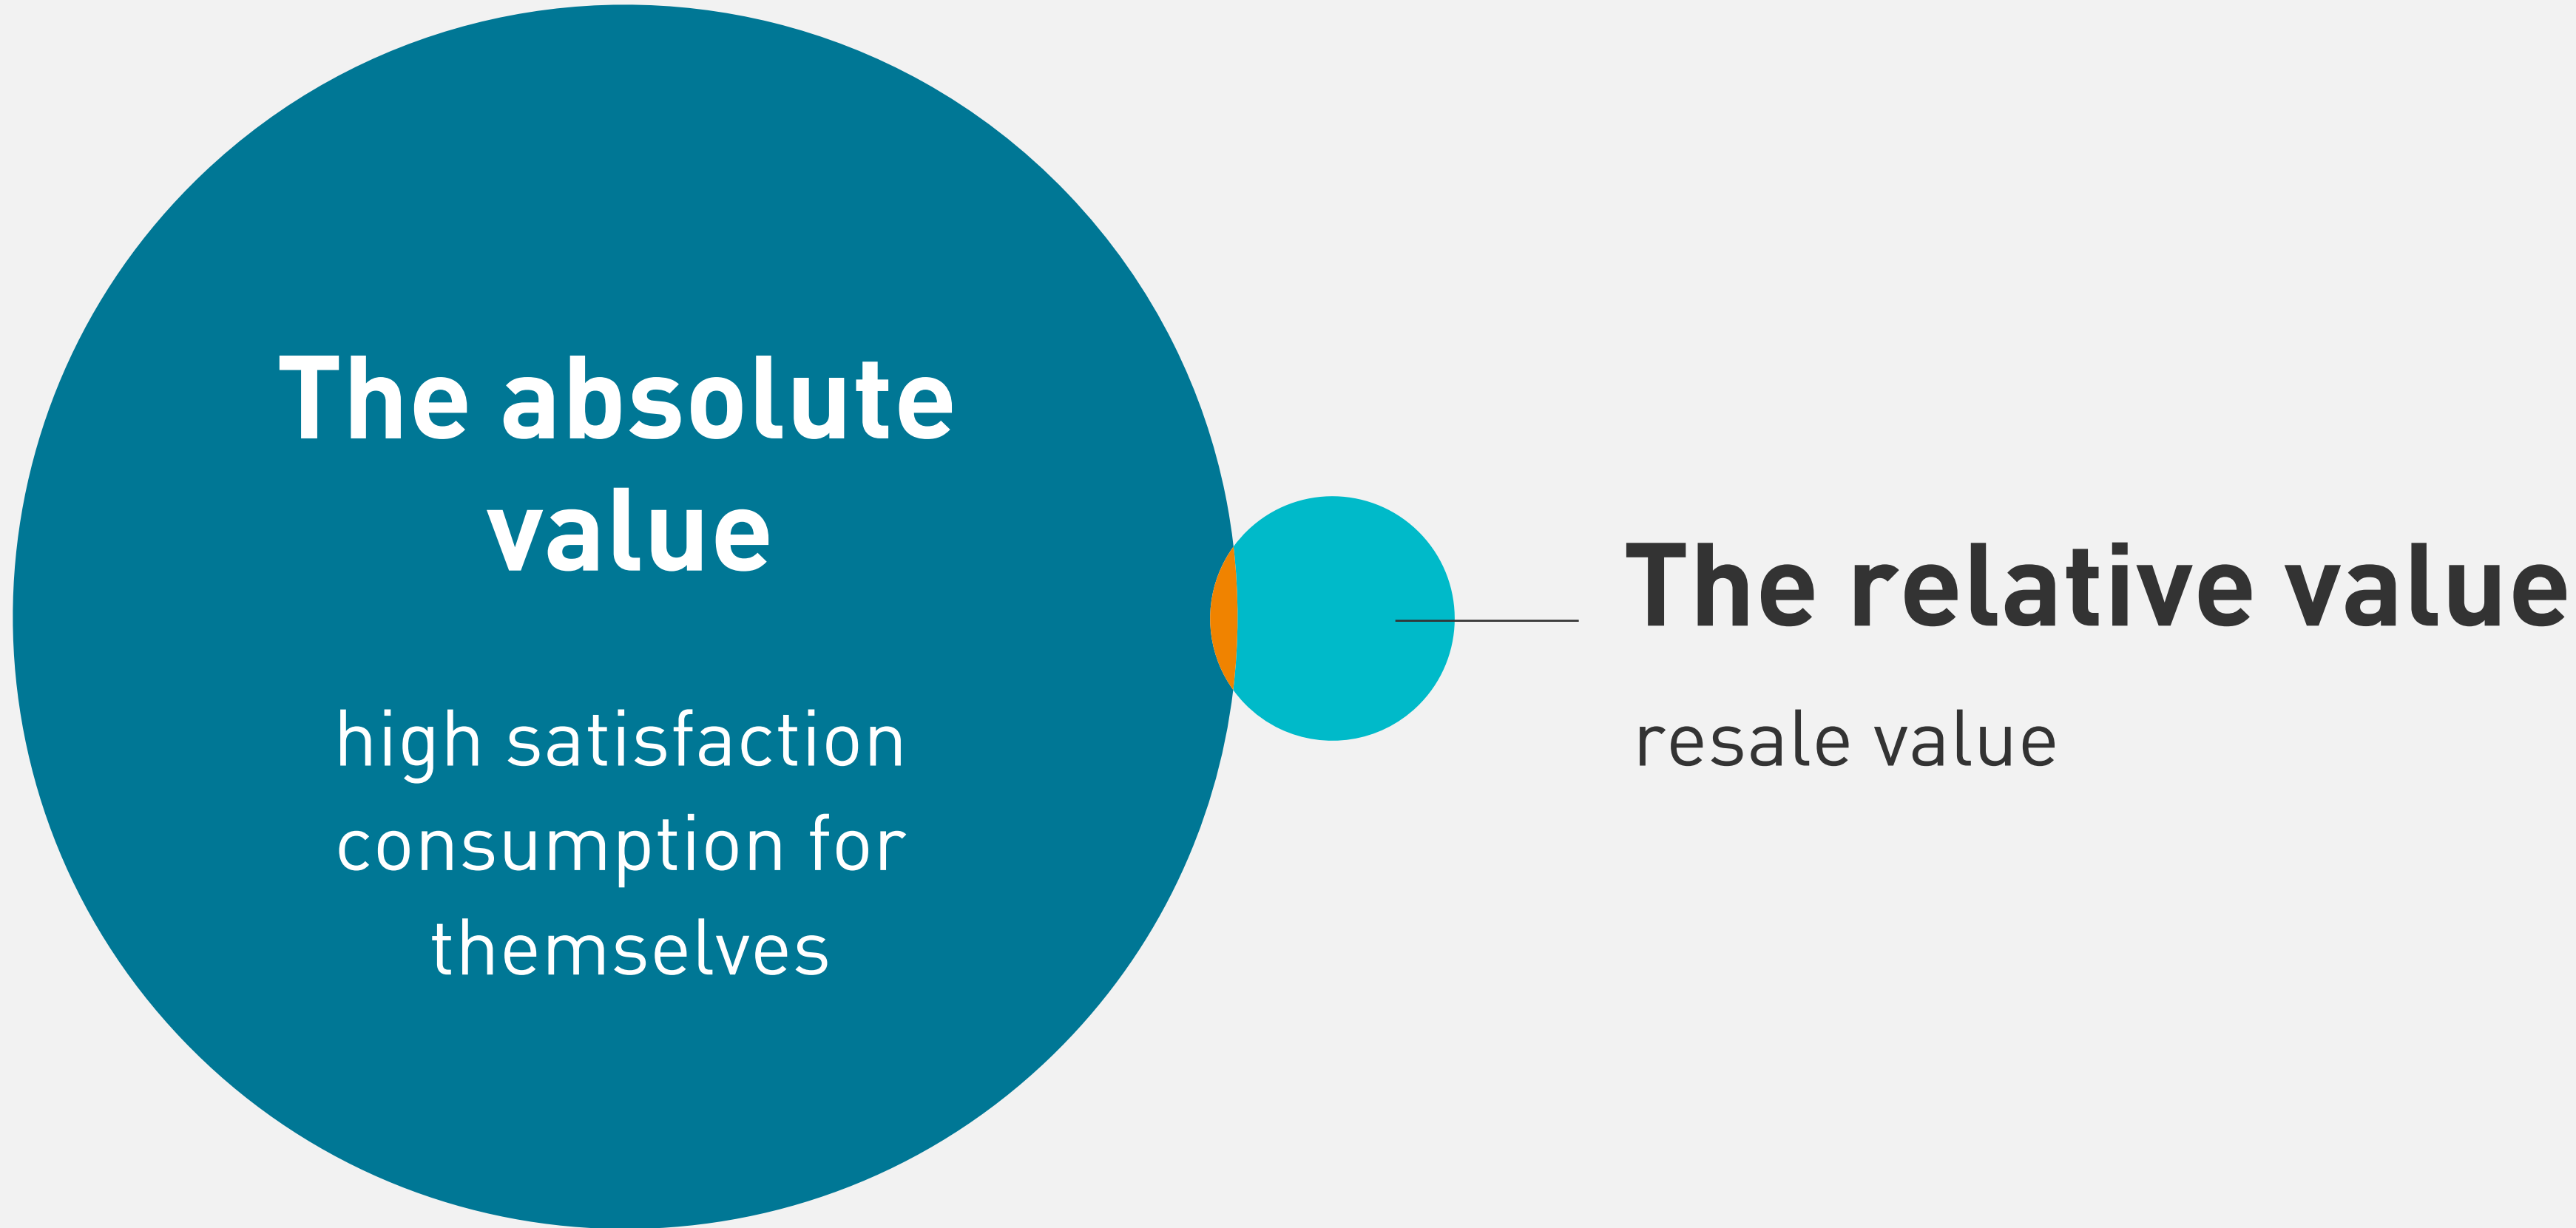 The absolute
value
high satisfaction
consumption for
themselves
The relative value
resale value